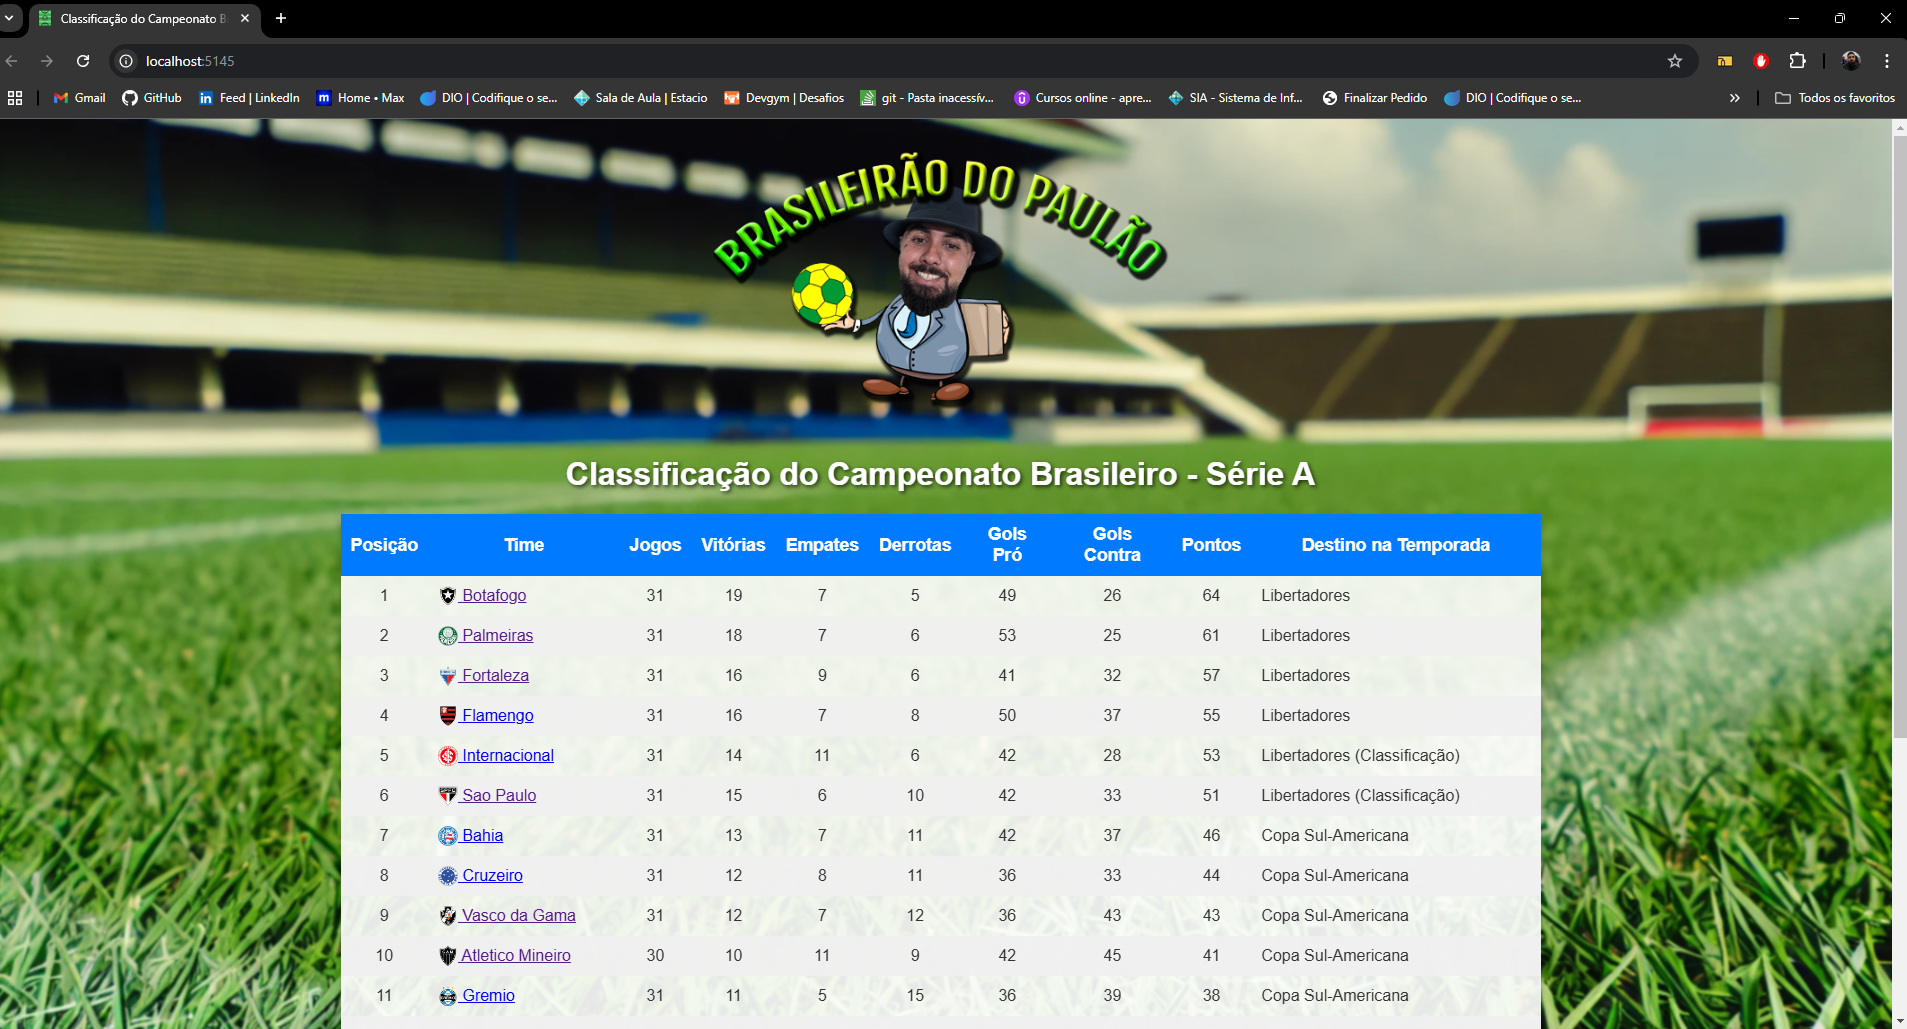 Classificação do Campeonato B
localhost:5145
Gmail GitHub Feed | LinkedIn Home • Max DIO | Codifique o se... Sala de Aula | Estacio Devgym | Desafios git - Pasta inacessív... Cursos online - apre... SIA - Sistema de Inf... Finalizar Pedido DIO | Codifique o se... Todos os favoritos
BRASILEIRÃO DO PAULÃO
Classificação do Campeonato Brasileiro - Série A
Posição Time Jogos Vitórias Empates Derrotas Gols Pró Gols Contra Pontos Destino na Temporada
1 Botafogo 31 19 7 5 49 26 64 Libertadores
2 Palmeiras 31 18 7 6 53 25 61 Libertadores
3 Fortaleza 31 16 9 6 41 32 57 Libertadores
4 Flamengo 31 16 7 8 50 37 55 Libertadores
5 Internacional 31 14 11 6 42 28 53 Libertadores (Classificação)
6 Sao Paulo 31 15 6 10 42 33 51 Libertadores (Classificação)
7 Bahia 31 13 7 11 42 37 46 Copa Sul-Americana
8 Cruzeiro 31 12 8 11 36 33 44 Copa Sul-Americana
9 Vasco da Gama 31 12 7 12 36 43 43 Copa Sul-Americana
10 Atletico Mineiro 30 10 11 9 42 45 41 Copa Sul-Americana
11 Gremio 31 11 5 15 36 39 38 Copa Sul-Americana